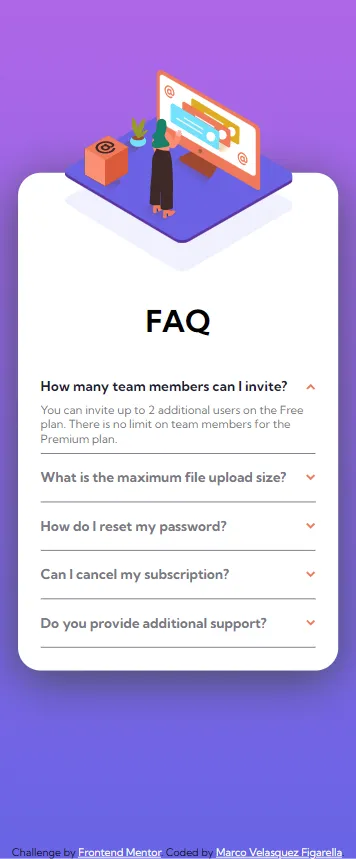 FAQ
How many team members can I invite?
You can invite up to 2 additional users on the Free
plan. There is no limit on team members for the
Premium plan.
What is the maximum file upload size?
How do I reset my password?
Can I cancel my subscription?
Do you provide additional support?
Challenge by Frontend Mentor. Coded by Marco Velasquez Figarella